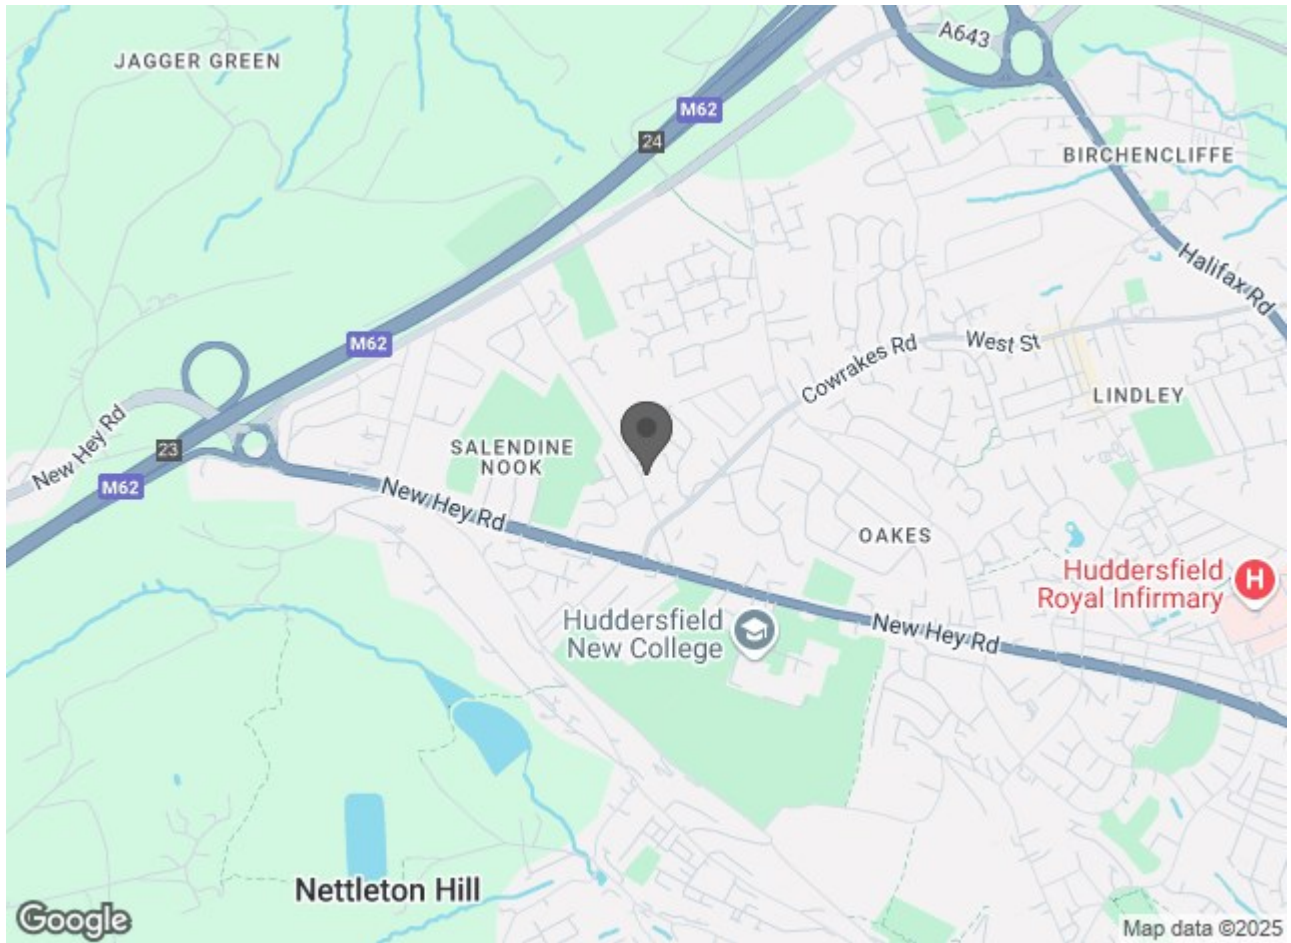 JAGGER GREEN
A643
M62
24
BIRCHENCLIFFE
Halifax Rd
M62
Cowrakes Rd
West St
LINDLEY
New Hey Rd
23
M62
SALENDINE
NOOK
New Hey Rd
OAKES
Huddersfield
Royal Infirmary
H
Huddersfield
New College
New Hey Rd
Nettleton Hill
Google
Map data ©2025